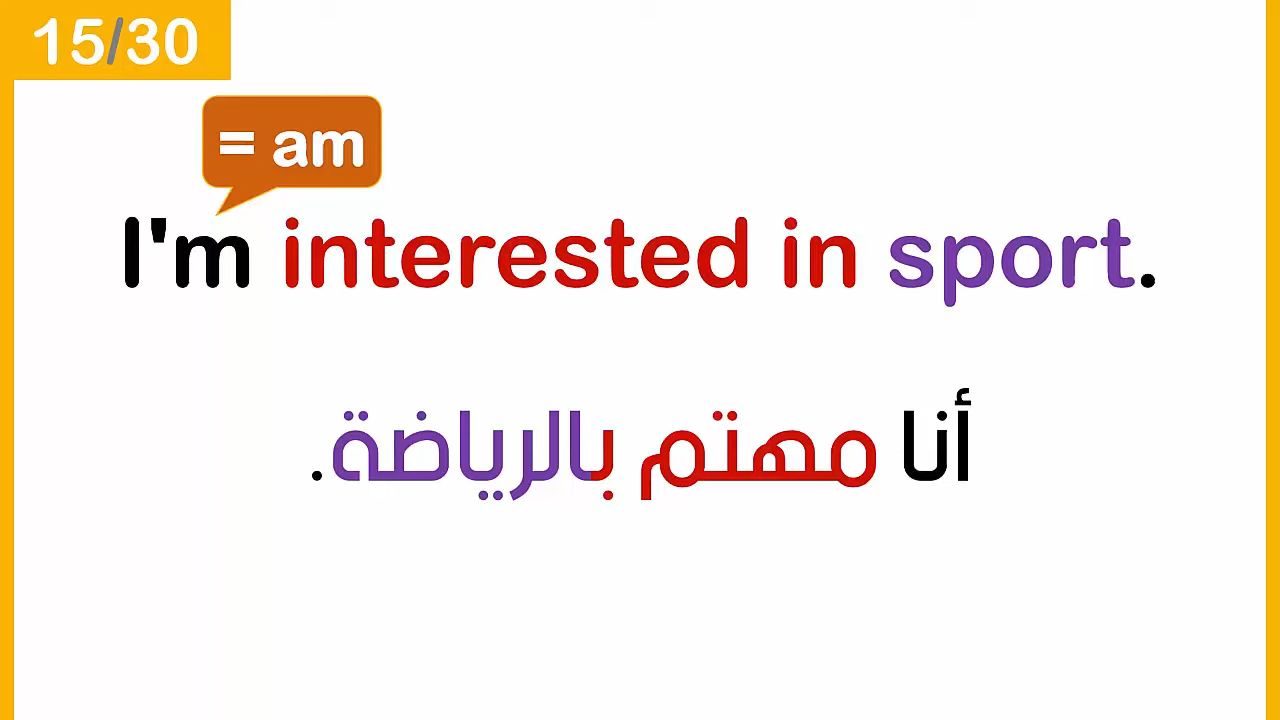 15/30
= am
I'm interested in sport.
أنا مهتم بالرياضة.